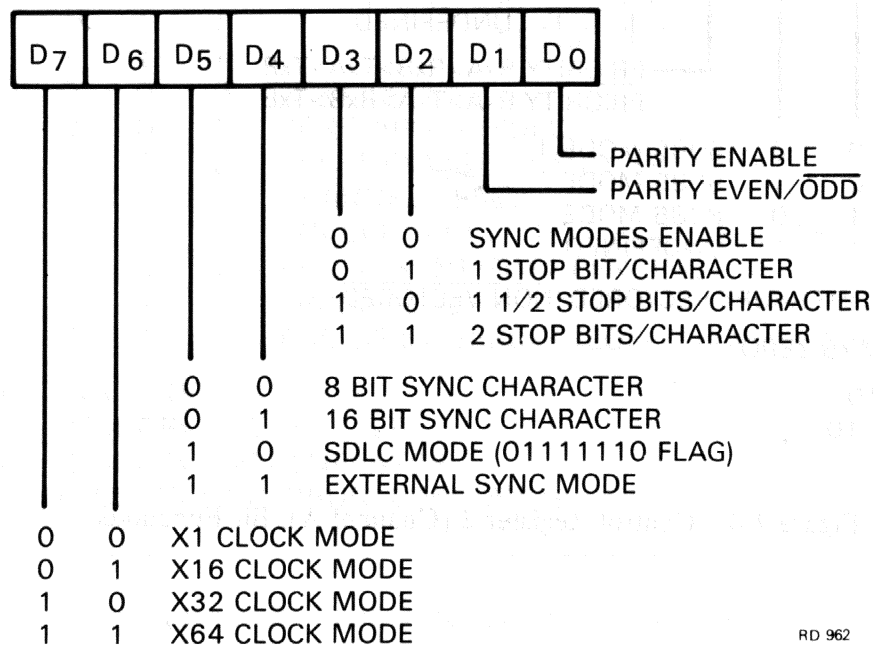 D7 D6 D5 D4 D3 D2 D1 D0
PARITY ENABLE
PARITY EVEN/ODD
0 0 SYNC MODES ENABLE
0 1 1 STOP BIT/CHARACTER
1 0 1 1/2 STOP BITS/CHARACTER
1 1 2 STOP BITS/CHARACTER
0 0 8 BIT SYNC CHARACTER
0 1 16 BIT SYNC CHARACTER
1 0 SDLC MODE (01111110 FLAG)
1 1 EXTERNAL SYNC MODE
0 0 X1 CLOCK MODE
0 1 X16 CLOCK MODE
1 0 X32 CLOCK MODE
1 1 X64 CLOCK MODE
RD 962